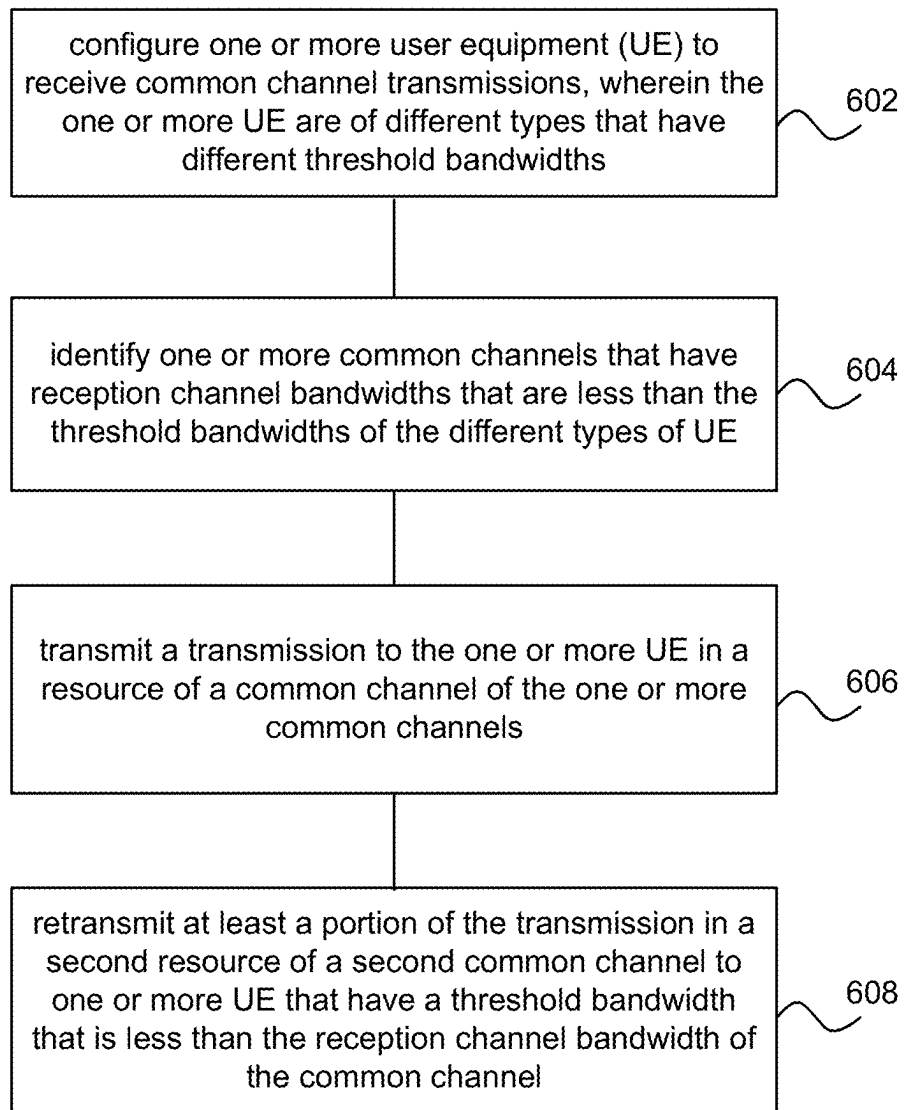 configure one or more user equipment (UE) to
receive common channel transmissions, wherein the
one or more UE are of different types that have
different threshold bandwidths
602
identify one or more common channels that have
reception channel bandwidths that are less than the
threshold bandwidths of the different types of UE
604
transmit a transmission to the one or more UE in a
resource of a common channel of the one or more
common channels
606
retransmit at least a portion of the transmission in a
second resource of a second common channel to
one or more UE that have a threshold bandwidth
that is less than the reception channel bandwidth of
the common channel
608